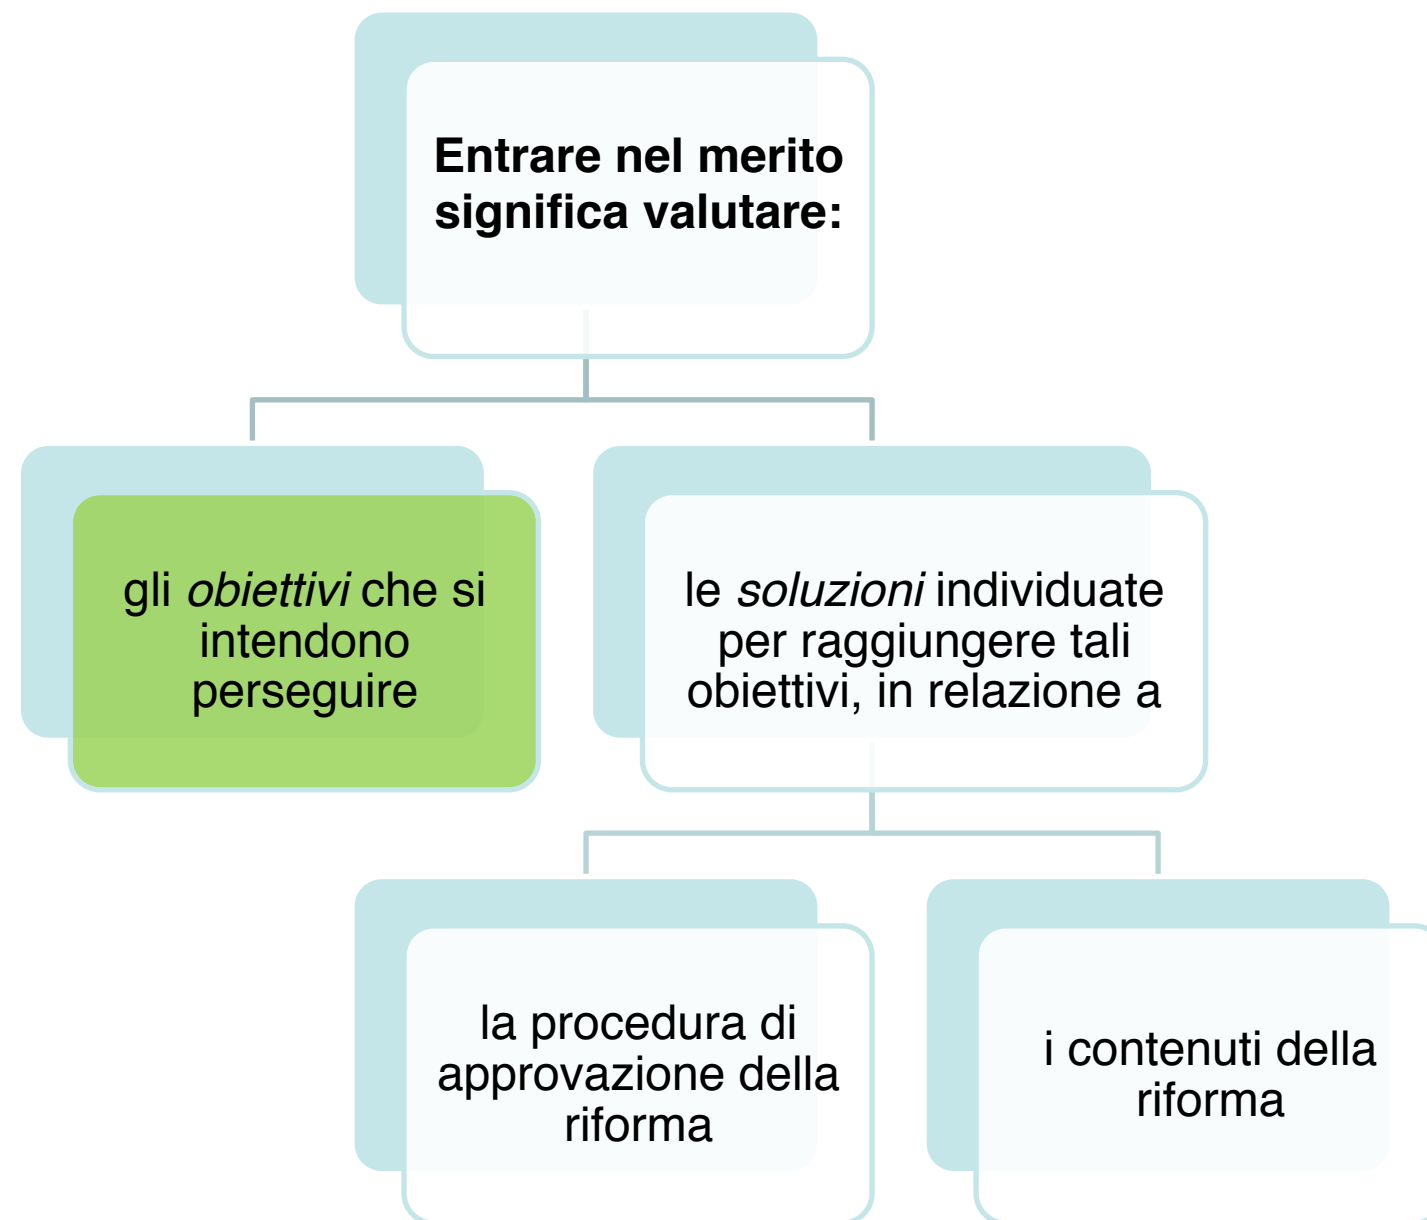 Entrare nel merito
significa valutare:
gli obiettivi che si
intendono
perseguire
le soluzioni individuate
per raggiungere tali
obiettivi, in relazione a
la procedura di
approvazione della
riforma
i contenuti della
riforma